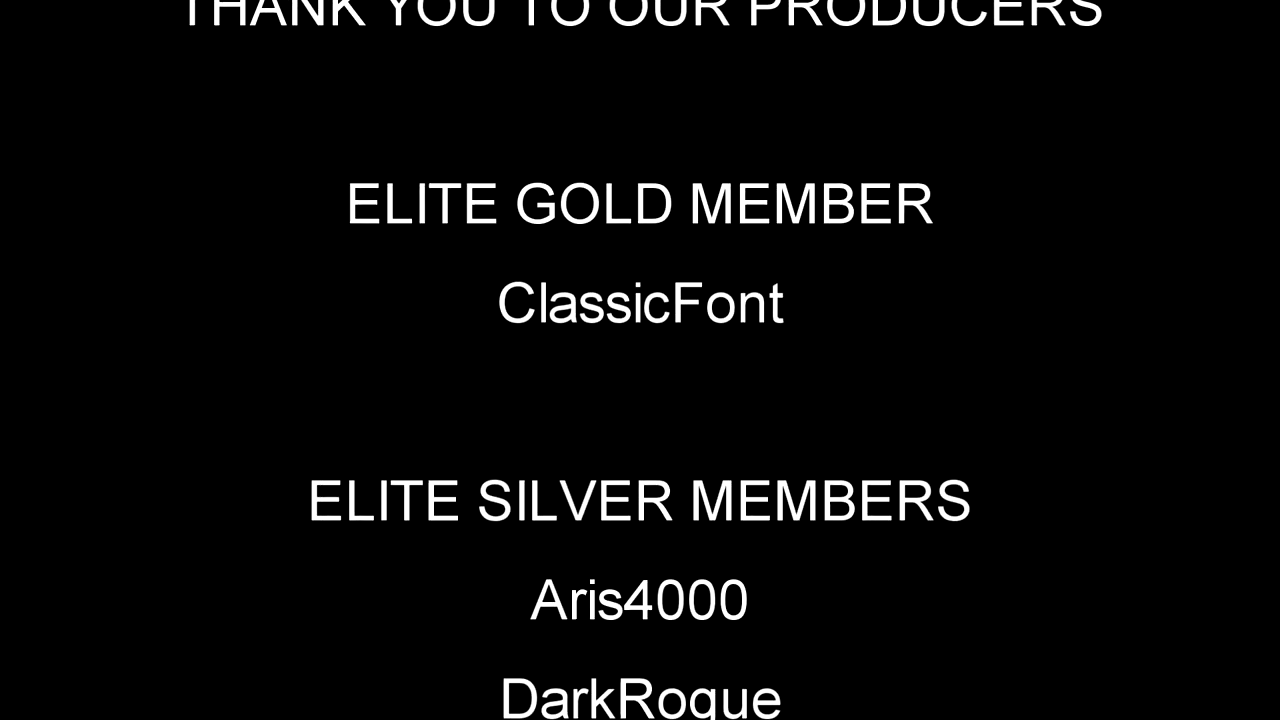 THANK YOU TO OUR PRODUCERS
ELITE GOLD MEMBER
ClassicFont
ELITE SILVER MEMBERS
Aris4000
DarkRogue